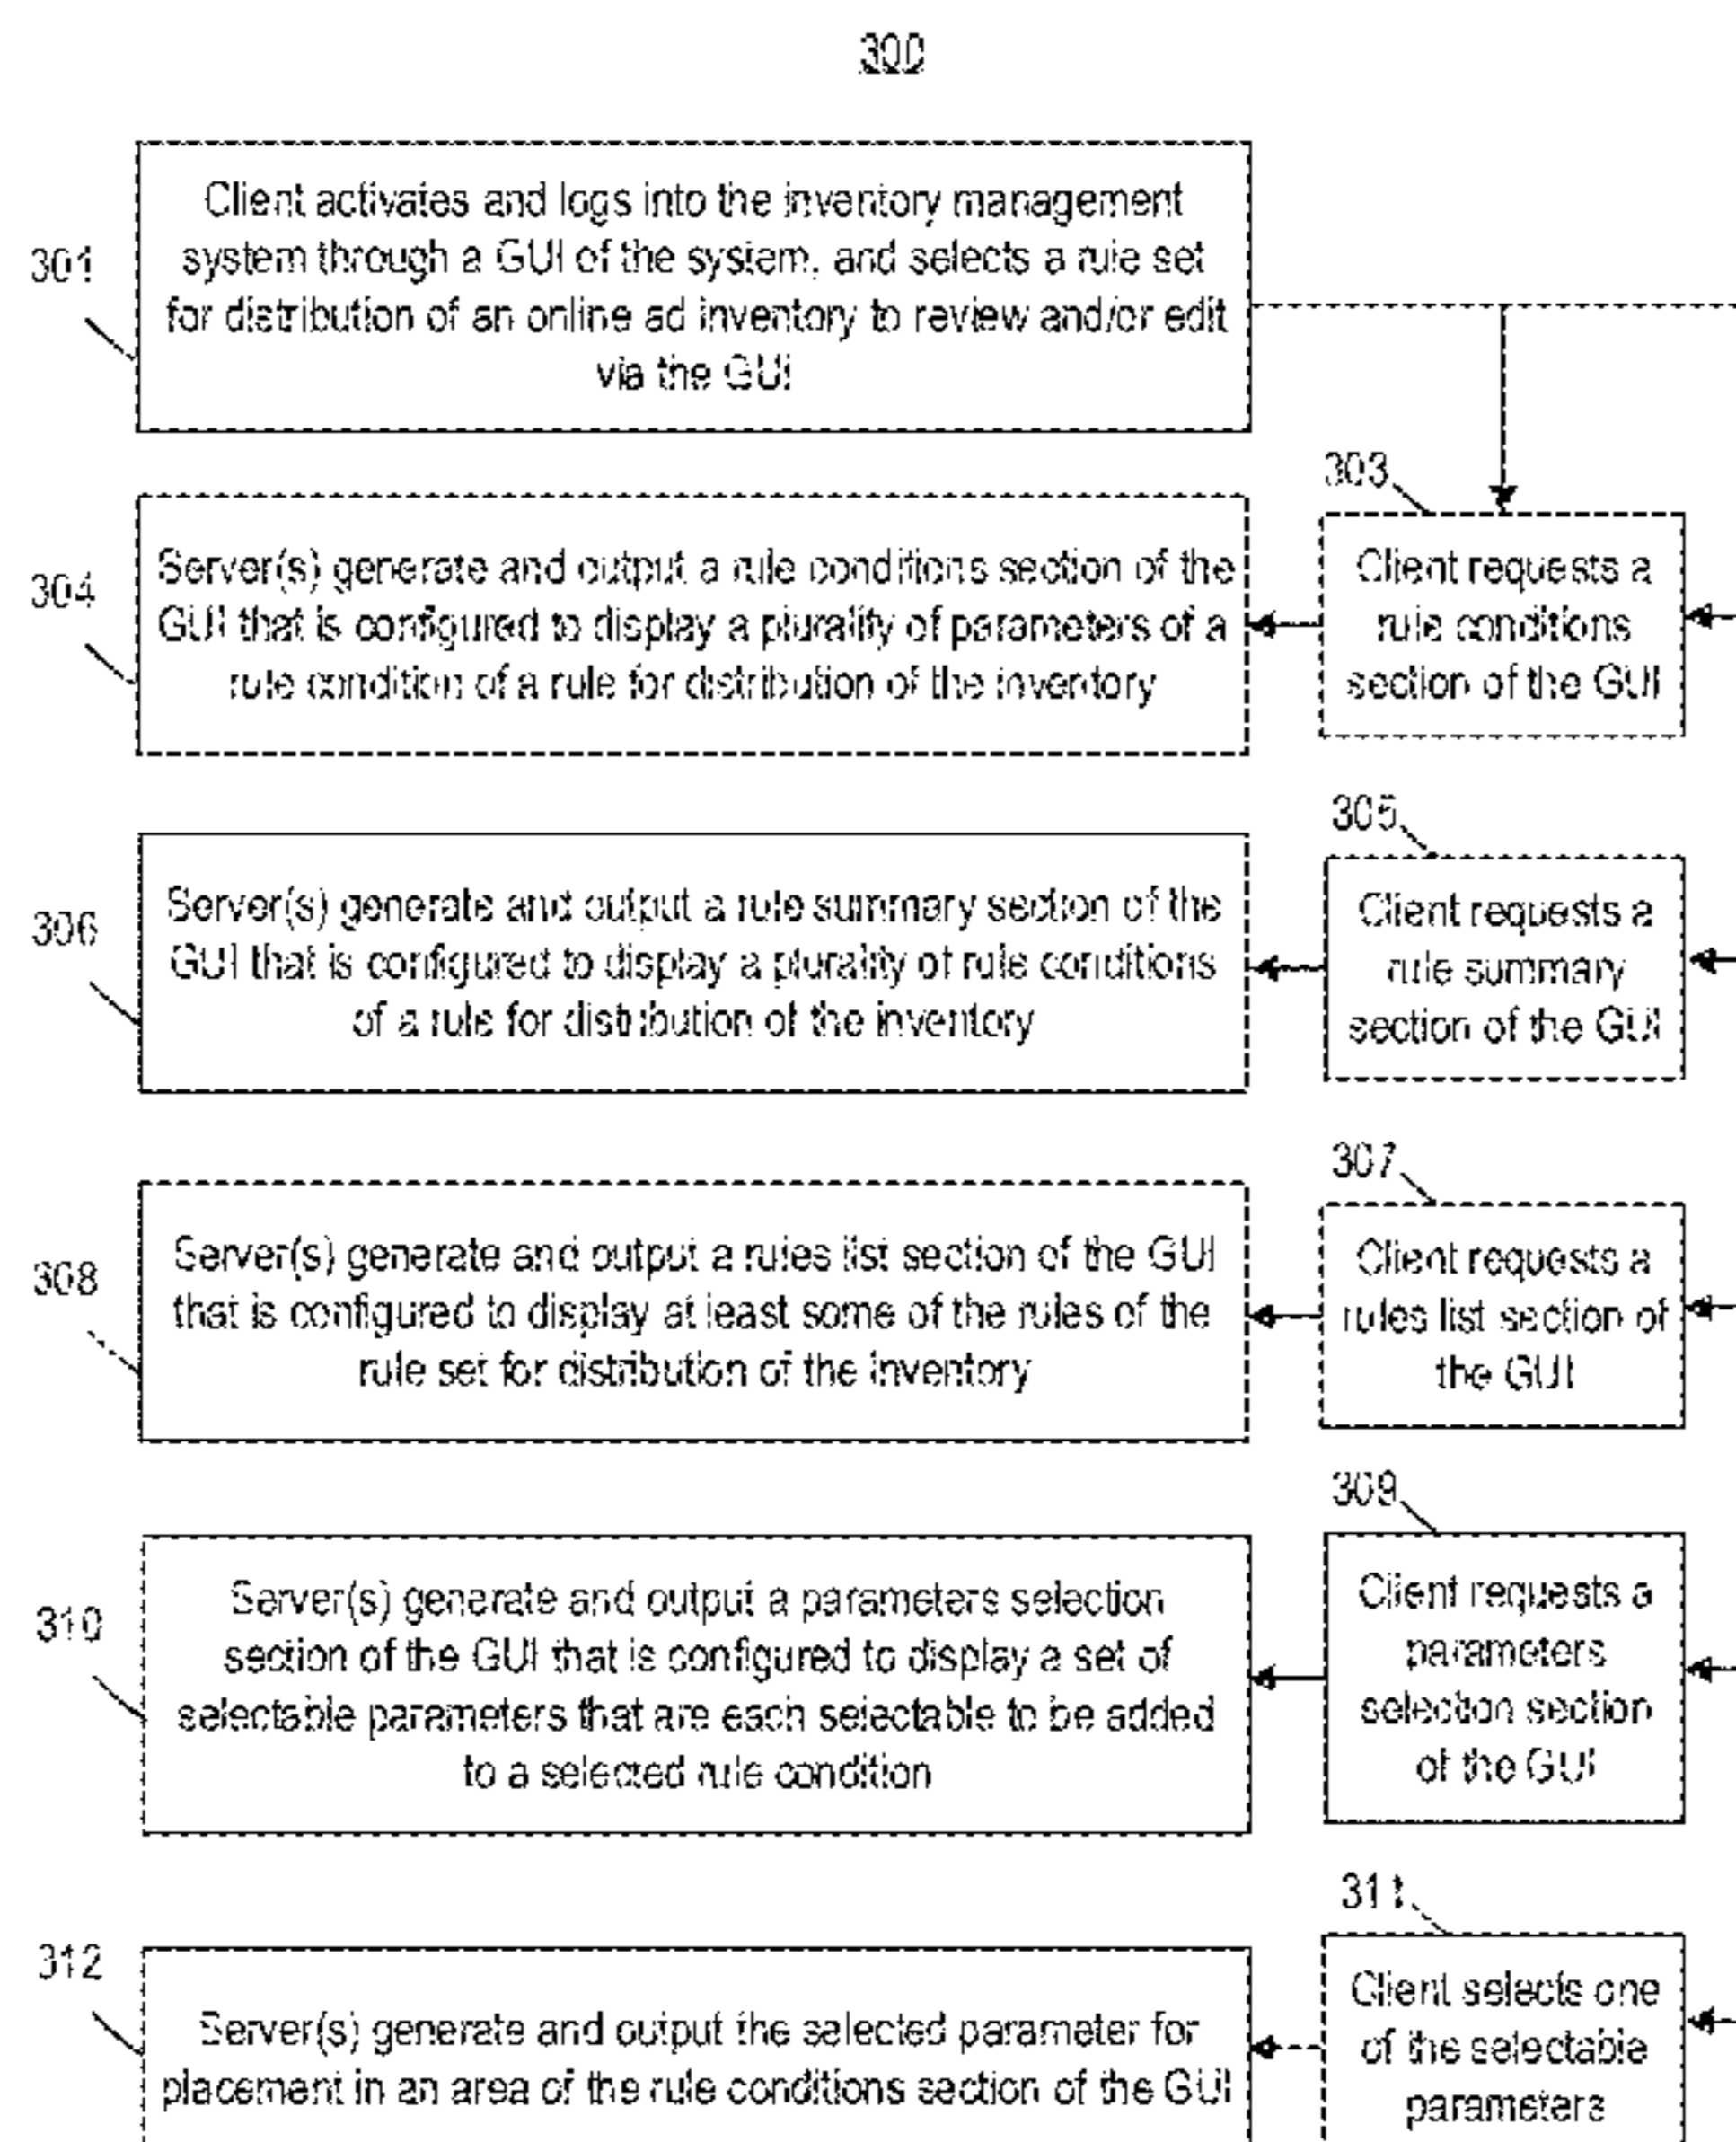 300
301
Client activates and logs into the inventory management
system through a GUI of the system, and selects a rule set
for distribution of an online ad inventory to review and/or edit
via the GUI
303
Client requests a
rule conditions
section of the GUI
304
Server(s) generate and output a rule conditions section of the
GUI that is configured to display a plurality of parameters of a
rule condition of a rule for distribution of the inventory
305
Client requests a
rule summary
section of the GUI
306
Server(s) generate and output a rule summary section of the
GUI that is configured to display a plurality of rule conditions
of a rule for distribution of the inventory
307
Client requests a
rules list section of
the GUI
308
Server(s) generate and output a rules list section of the GUI
that is configured to display at least some of the rules of the
rule set for distribution of the inventory
309
Client requests a
parameters
selection section
of the GUI
310
Server(s) generate and output a parameters selection
section of the GUI that is configured to display a set of
selectable parameters that are each selectable to be added
to a selected rule condition
311
Client selects one
of the selectable
parameters
312
Server(s) generate and output the selected parameter for
placement in an area of the rule conditions section of the GUI